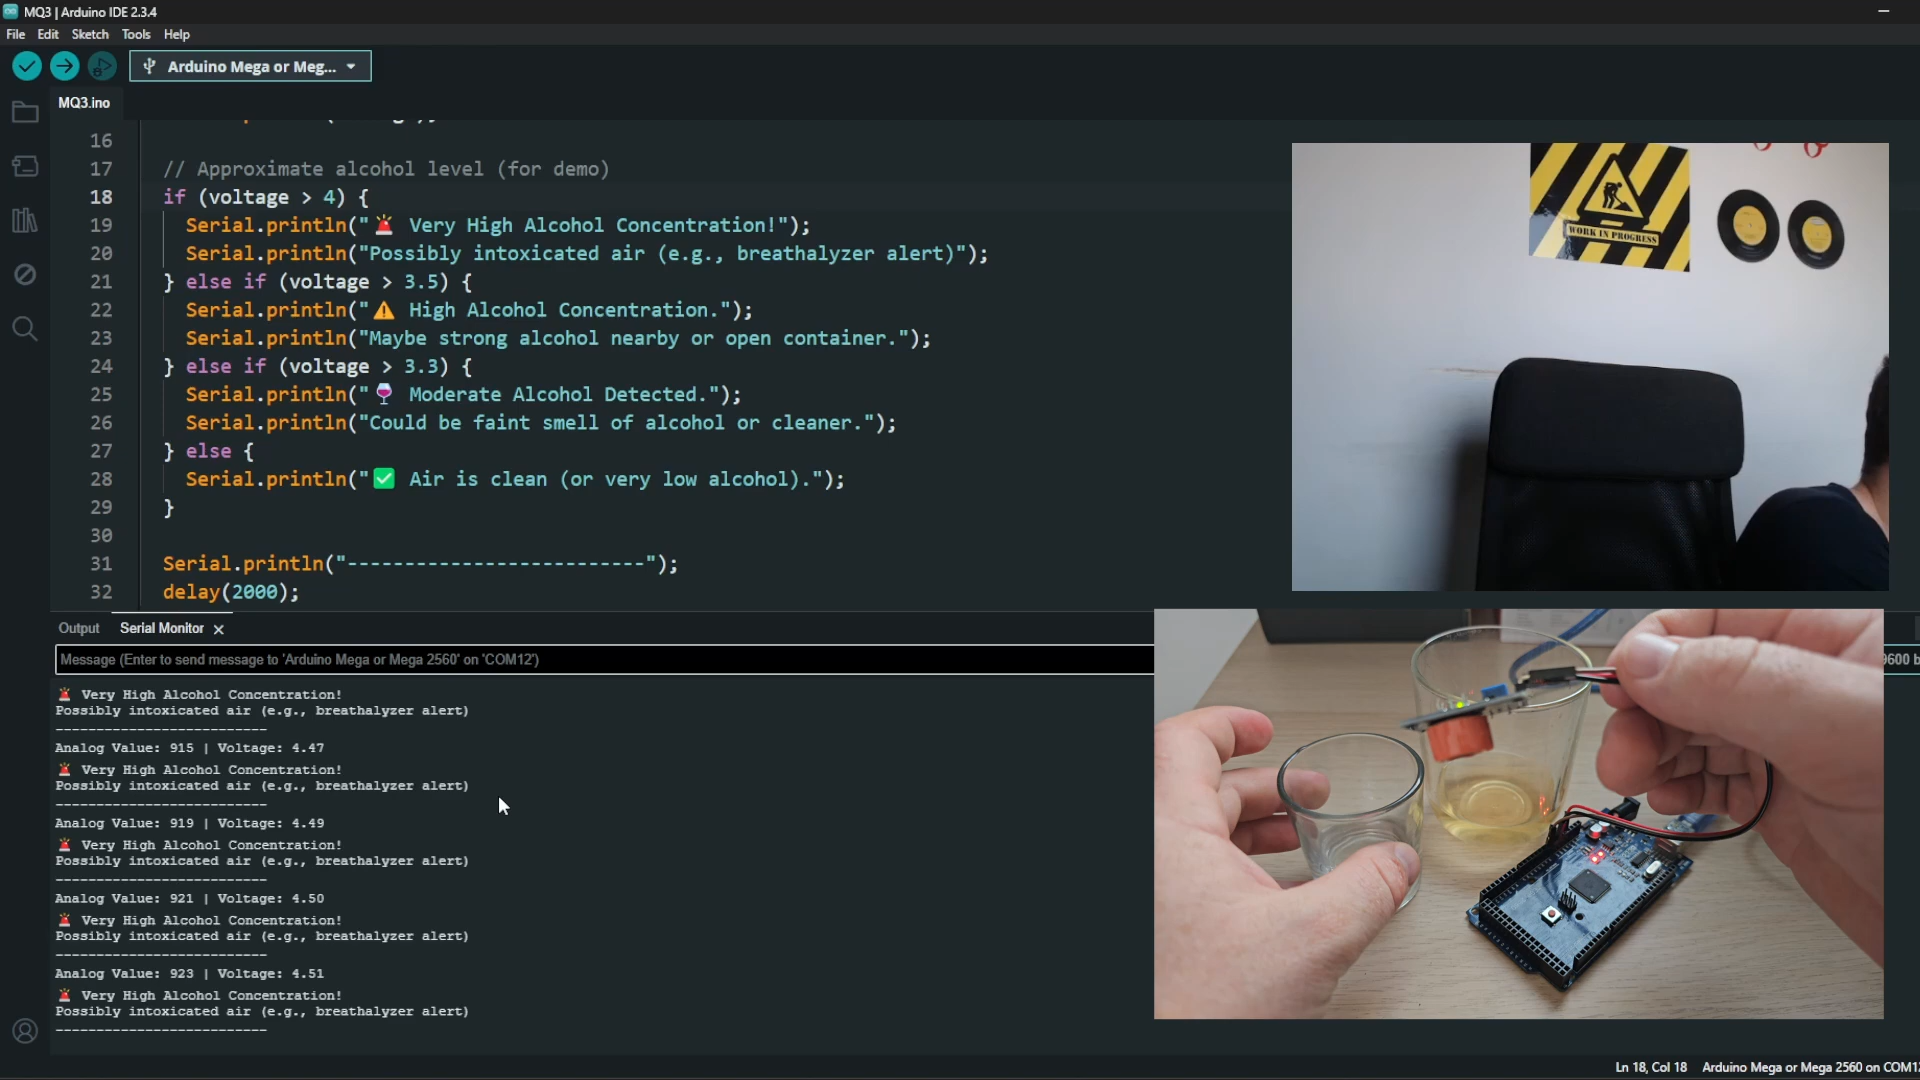 MQ3 | Arduino IDE 2.3.4
File Edit Sketch Tools Help
Arduino Mega or Meg...
MQ3.ino
16
17 // Approximate alcohol level (for demo)
18 if (voltage > 4) {
19 Serial.println("🚨 Very High Alcohol Concentration!");
20 Serial.println("Possibly intoxicated air (e.g., breathalyzer alert)");
21 } else if (voltage > 3.5) {
22 Serial.println("⚠️ High Alcohol Concentration.");
23 Serial.println("Maybe strong alcohol nearby or open container.");
24 } else if (voltage > 3.3) {
25 Serial.println("🍷 Moderate Alcohol Detected.");
26 Serial.println("Could be faint smell of alcohol or cleaner.");
27 } else {
28 Serial.println("✅ Air is clean (or very low alcohol).");
29 }
30
31 Serial.println("--------------------------");
32 delay(2000);
WORK IN PROGRESS
Output Serial Monitor
Message (Enter to send message to 'Arduino Mega or Mega 2560' on 'COM12')
9600 b
🚨 Very High Alcohol Concentration!
Possibly intoxicated air (e.g., breathalyzer alert)
--------------------------
Analog Value: 915 | Voltage: 4.47
🚨 Very High Alcohol Concentration!
Possibly intoxicated air (e.g., breathalyzer alert)
--------------------------
Analog Value: 919 | Voltage: 4.49
🚨 Very High Alcohol Concentration!
Possibly intoxicated air (e.g., breathalyzer alert)
--------------------------
Analog Value: 921 | Voltage: 4.50
🚨 Very High Alcohol Concentration!
Possibly intoxicated air (e.g., breathalyzer alert)
--------------------------
Analog Value: 923 | Voltage: 4.51
🚨 Very High Alcohol Concentration!
Possibly intoxicated air (e.g., breathalyzer alert)
--------------------------
Ln 18, Col 18 Arduino Mega or Mega 2560 on COM12